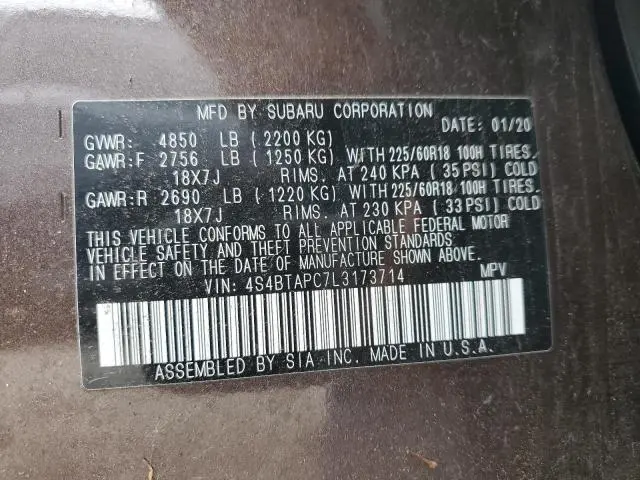 MFD BY SUBARU CORPORATION
DATE: 01/20
GVWR: 4850 LB ( 2200 KG)
GAWR:F 2756 LB ( 1250 KG) WITH 225/60R18 100H TIRES.
18X7J RIMS. AT 240 KPA ( 35 PSI) COLD
GAWR:R 2690 LB ( 1220 KG) WITH 225/60R18 100H TIRES.
18X7J RIMS. AT 230 KPA ( 33 PSI) COLD
THIS VEHICLE CONFORMS TO ALL APPLICABLE FEDERAL MOTOR
VEHICLE SAFETY AND THEFT PREVENTION STANDARDS
IN EFFECT ON THE DATE OF MANUFACTURE SHOWN ABOVE.
VIN: 4S4BTAPC7L3173714 MPV
ASSEMBLED BY SIA INC. MADE IN U.S.A.